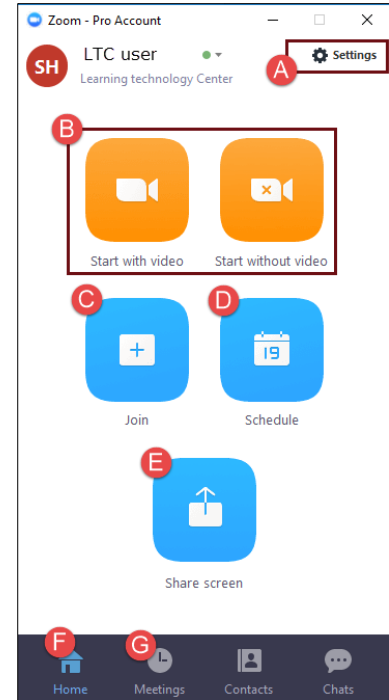 Zoom - Pro Account
SH
LTC user
Learning technology Center
A
Settings
B
Start with video
Start without video
C
D
19
Join
Schedule
E
Share screen
F
G
Home
Meetings
Contacts
Chats